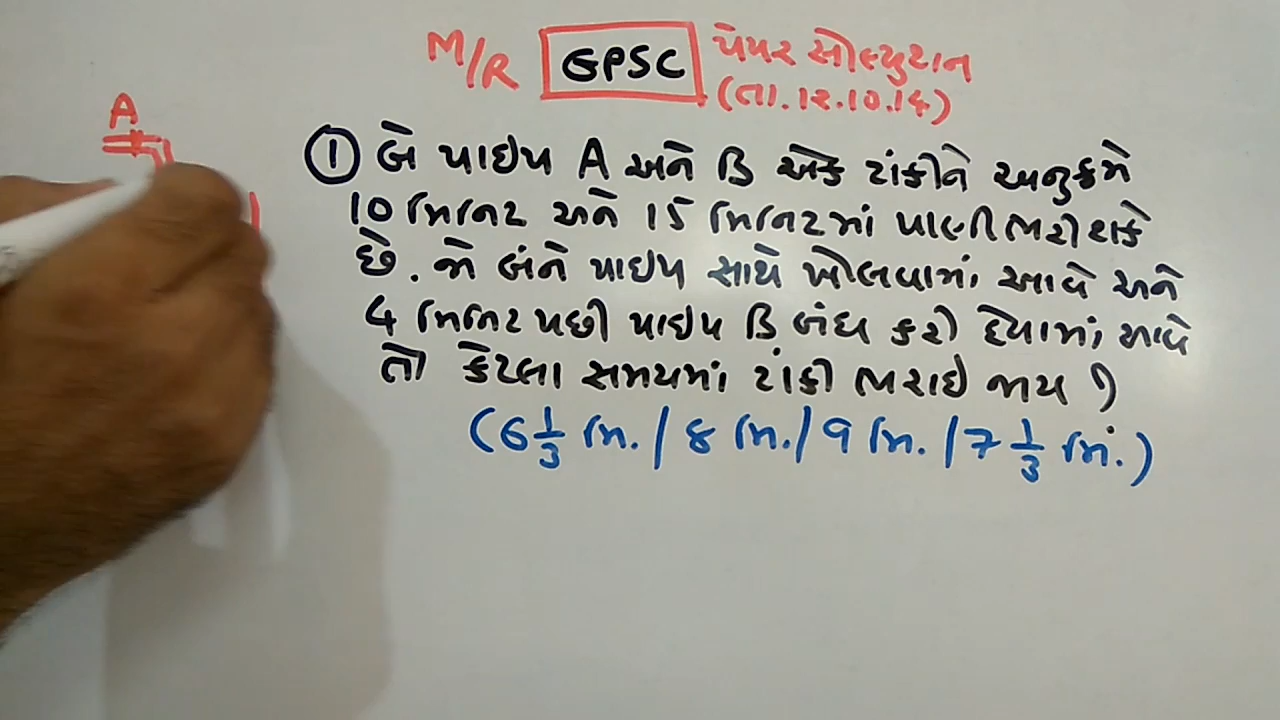 M/R GPSC પેપર સોલ્યુશન
(તા.૧૨.૧૦.૧૪)
A
① બે પાઇપ A અને B એક ટાંકીને અનુક્રમે
10 મિનિટ અને 15 મિનિટમાં પાણી ભરી શકે
છે. જો બંને પાઇપ સાથે ખોલવામાં આવે અને
4 મિનિટ પછી પાઇપ B બંધ કરી દેવામાં આવે
તો કેટલા સમયમાં ટાંકી ભરાઇ જાય ?
(6 1/3 મિ. / 8 મિ. / 9 મિ. / 7 1/3 મિં.)